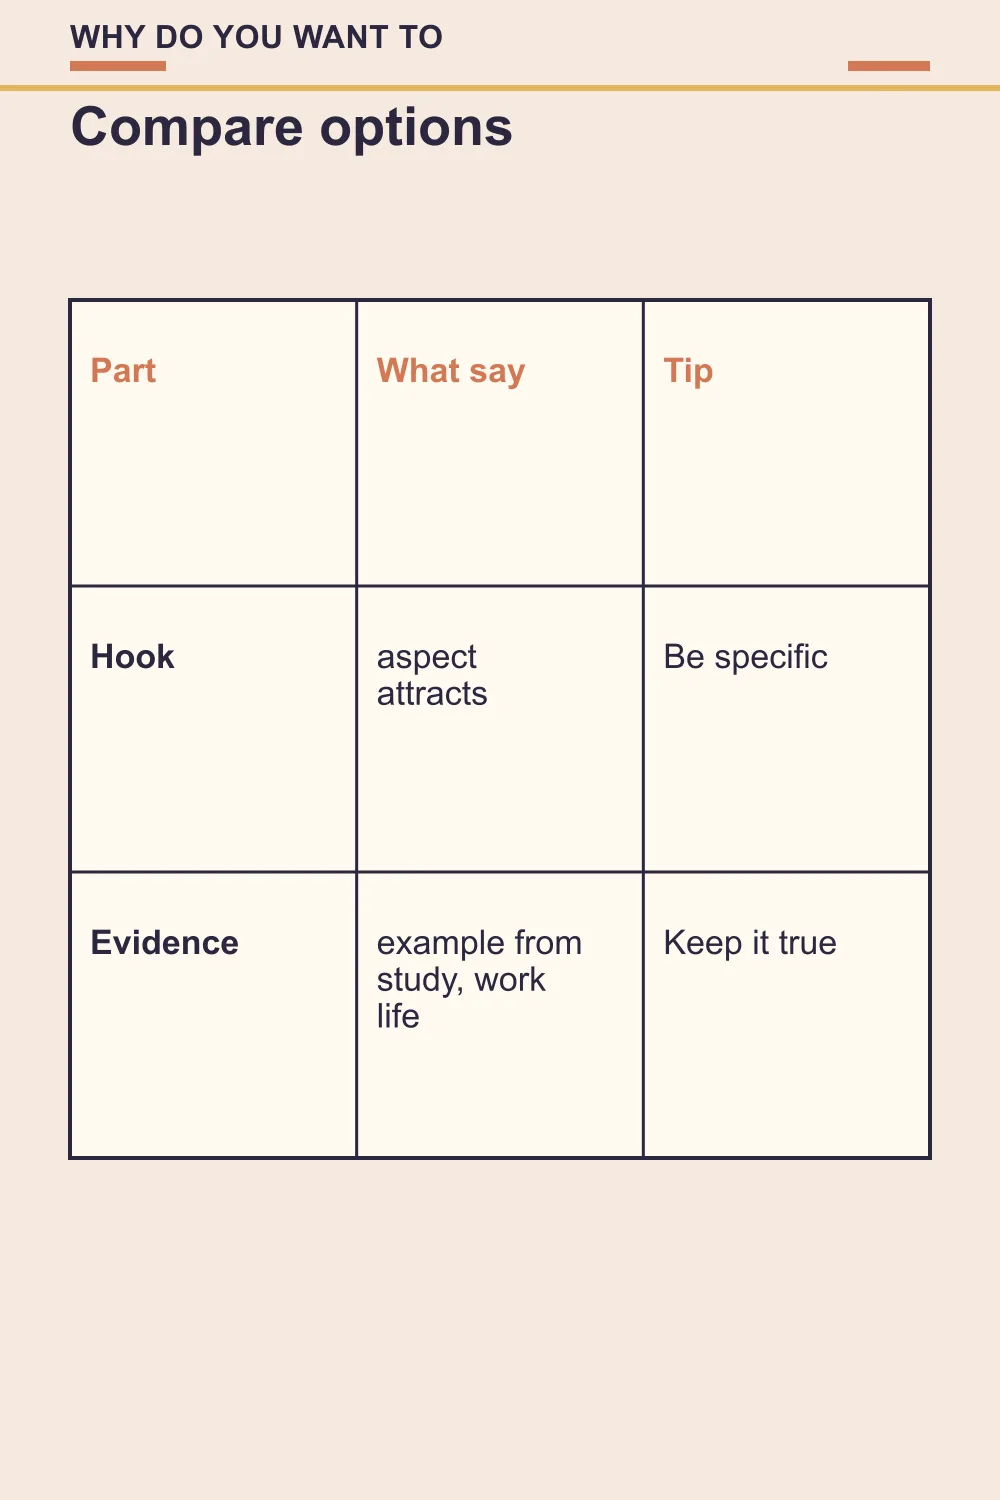 WHY DO YOU WANT TO
Compare options
Part
What say
Tip
Hook
aspect
attracts
Be specific
Evidence
example from
study, work
life
Keep it true